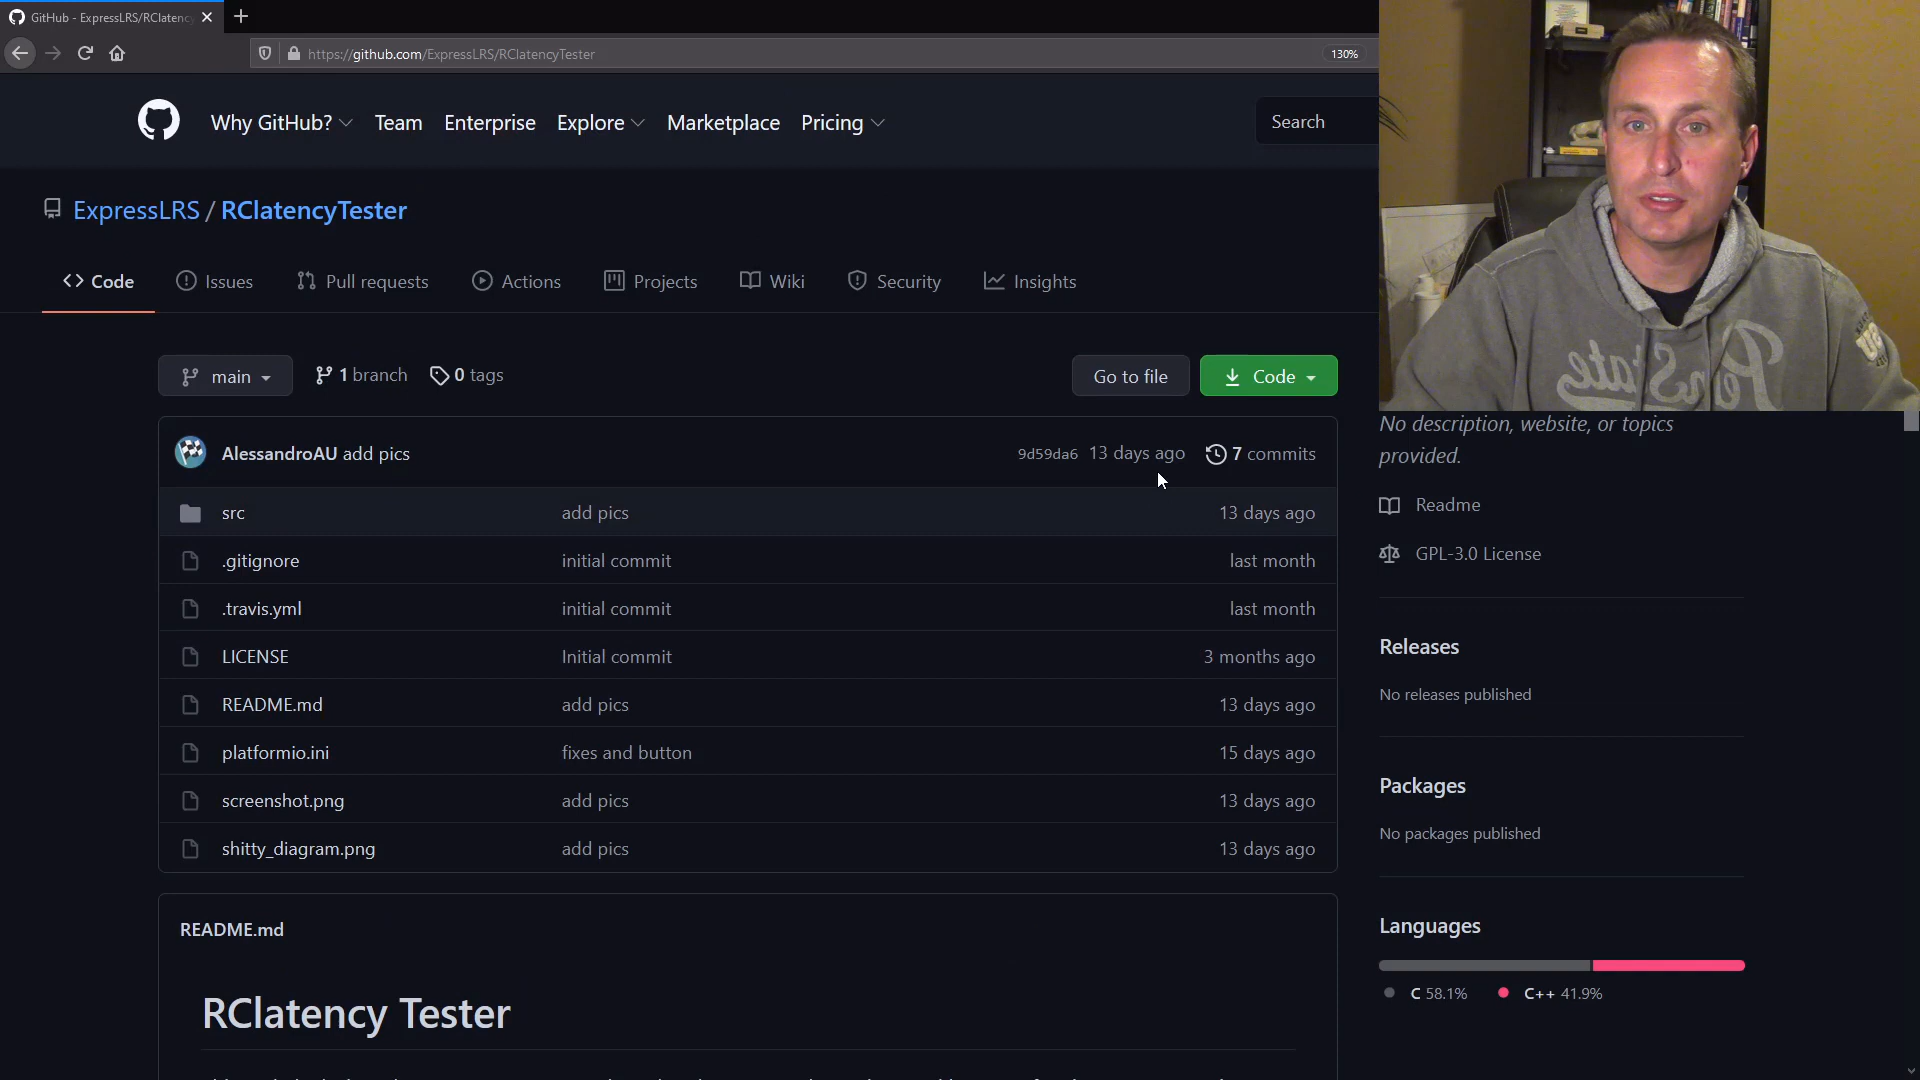 GitHub - ExpressLRS/RClatency
https://github.com/ExpressLRS/RClatencyTester
130%
Why GitHub?
Team
Enterprise
Explore
Marketplace
Pricing
Search
ExpressLRS / RClatencyTester
Code
Issues
Pull requests
Actions
Projects
Wiki
Security
Insights
main
1 branch
0 tags
Go to file
Code
AlessandroAU add pics
9d59da6 13 days ago
7 commits
src add pics 13 days ago
.gitignore initial commit last month
.travis.yml initial commit last month
LICENSE Initial commit 3 months ago
README.md add pics 13 days ago
platformio.ini fixes and button 15 days ago
screenshot.png add pics 13 days ago
shitty_diagram.png add pics 13 days ago
README.md
RClatency Tester
PennState
No description, website, or topics
provided.
Readme
GPL-3.0 License
Releases
No releases published
Packages
No packages published
Languages
C 58.1%
C++ 41.9%